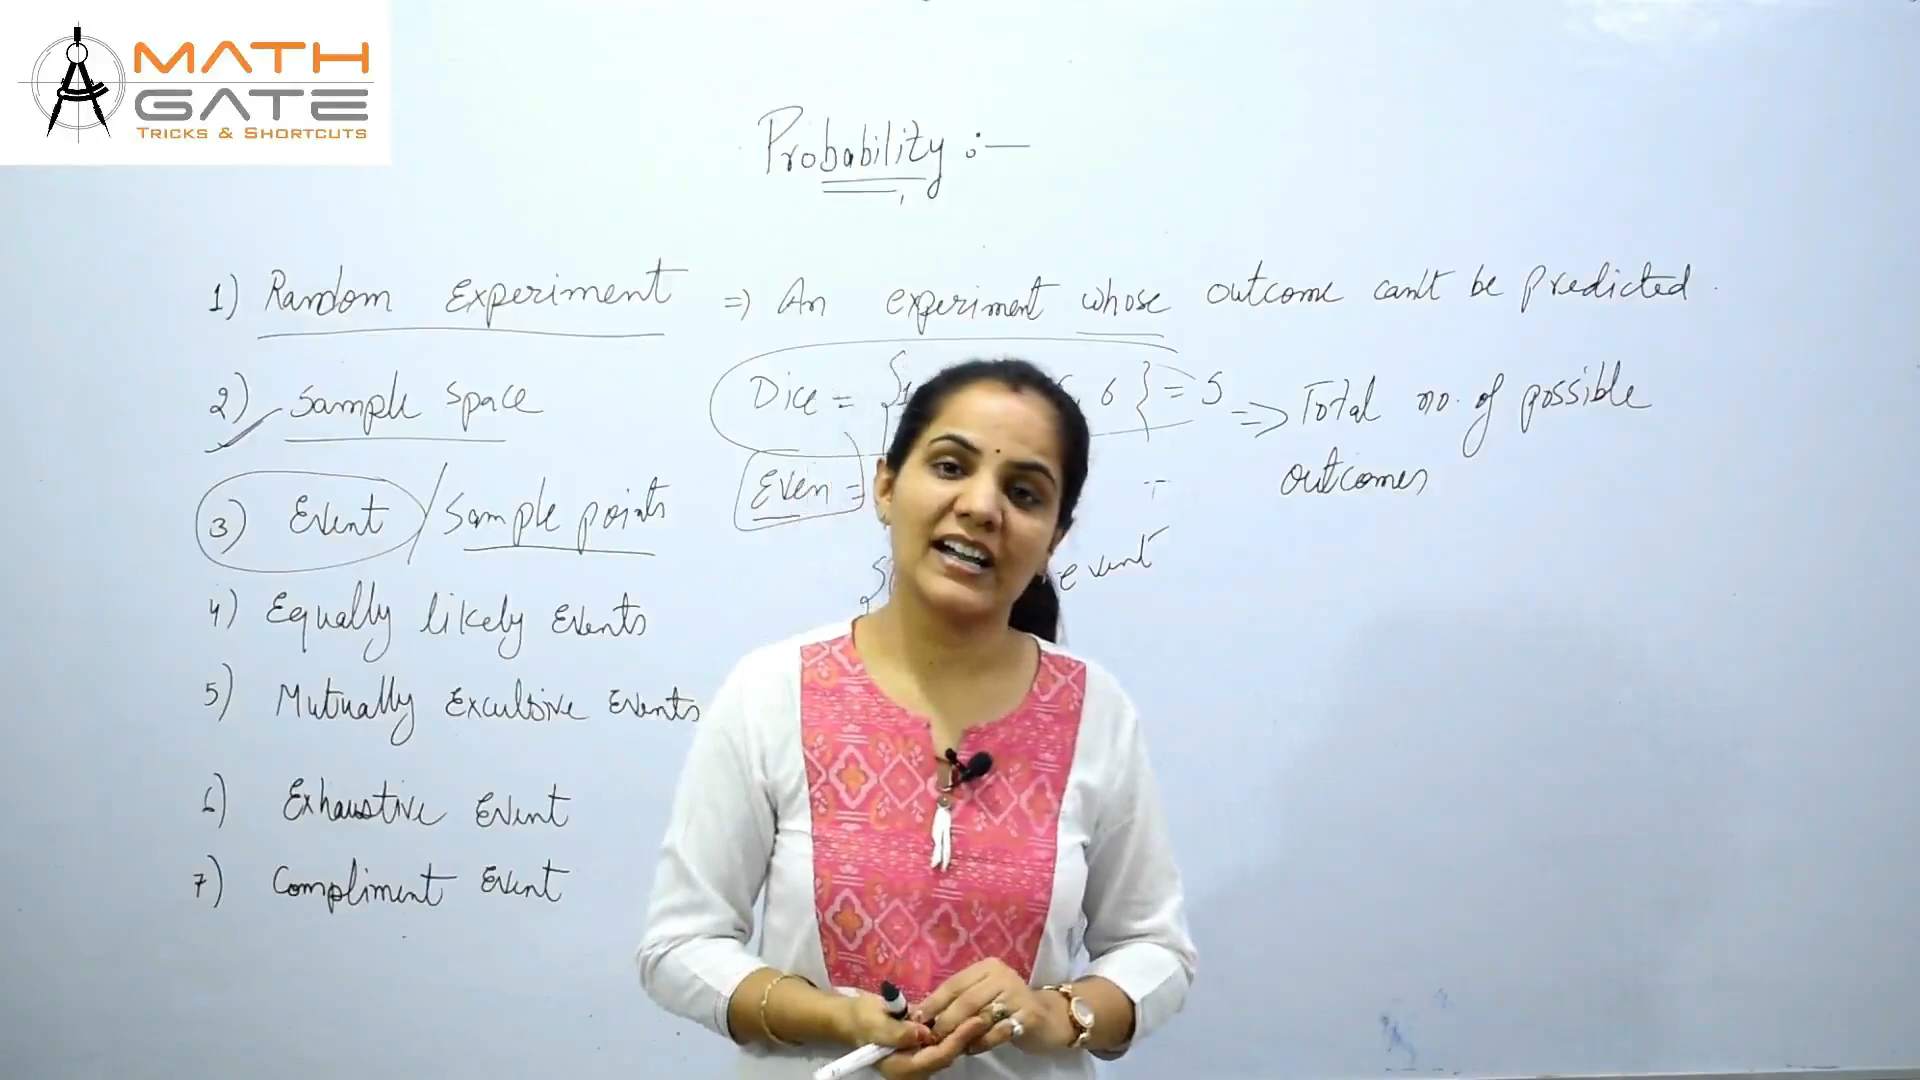 MATH
GATE
TRICKS & SHORTCUTS
Probability :-
1) Random Experiment => An experiment whose outcome can't be predicted.
2) Sample Space Dice = { 6 } = S => Total no. of possible
outcomes
3) Event / Sample points Even =
event
4) Equally likely Events
5) Mutually Exculsive Events
6) Exhaustive Event
7) Compliment Event